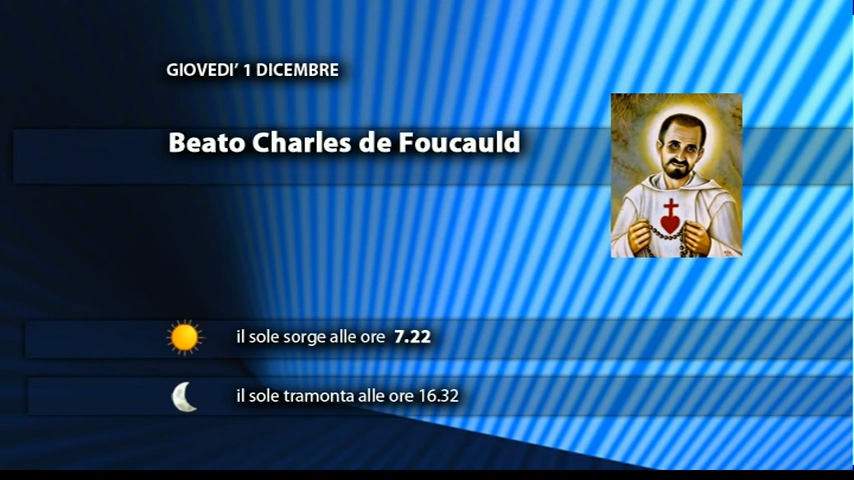 GIOVEDI’ 1 DICEMBRE
Beato Charles de Foucauld
il sole sorge alle ore 7.22
il sole tramonta alle ore 16.32